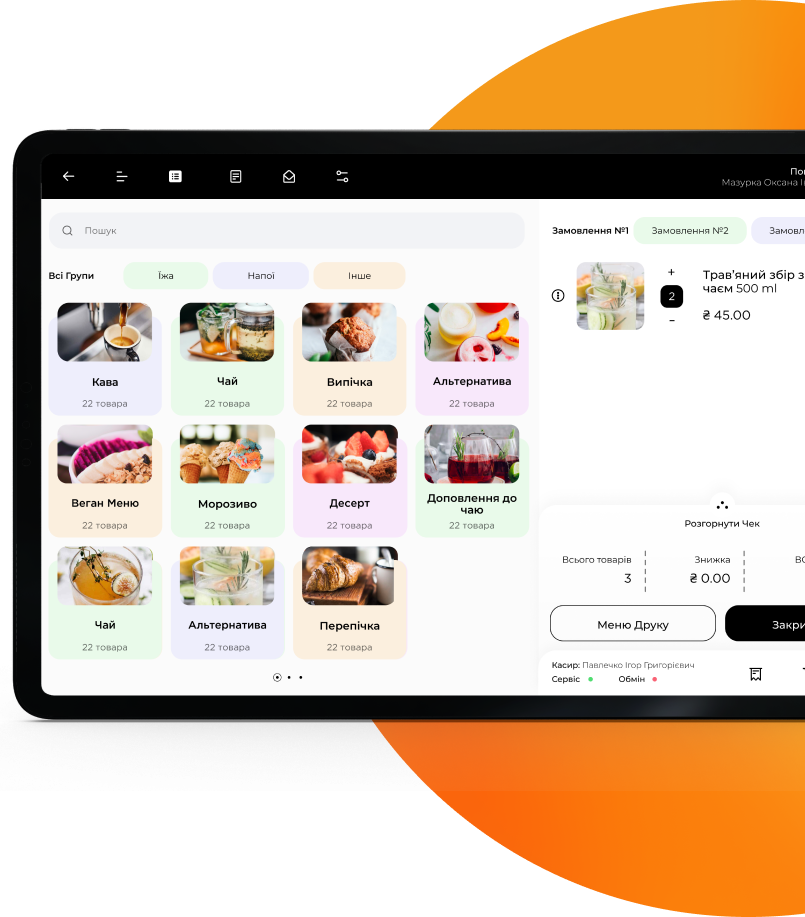 Мазурка Оксана
Пошук
Замовлення №1
Замовлення №2
Всі Групи
Їжа
Напої
Інше
Трав'яний збір з
чаєм 500 ml
2
₴ 45.00
Кава
22 товара
Чай
22 товара
Випічка
22 товара
Альтернатива
22 товара
Веган Меню
22 товара
Морозиво
22 товара
Десерт
22 товара
Доповлення до
чаю
22 товара
Чай
22 товара
Альтернатива
22 товара
Перепічка
22 товара
Розгорнути Чек
Всього товарів
3
Знижка
₴ 0.00
Меню Друку
Закри
Касир: Павлечко Ігор Григорієвич
Сервіс
Обмін